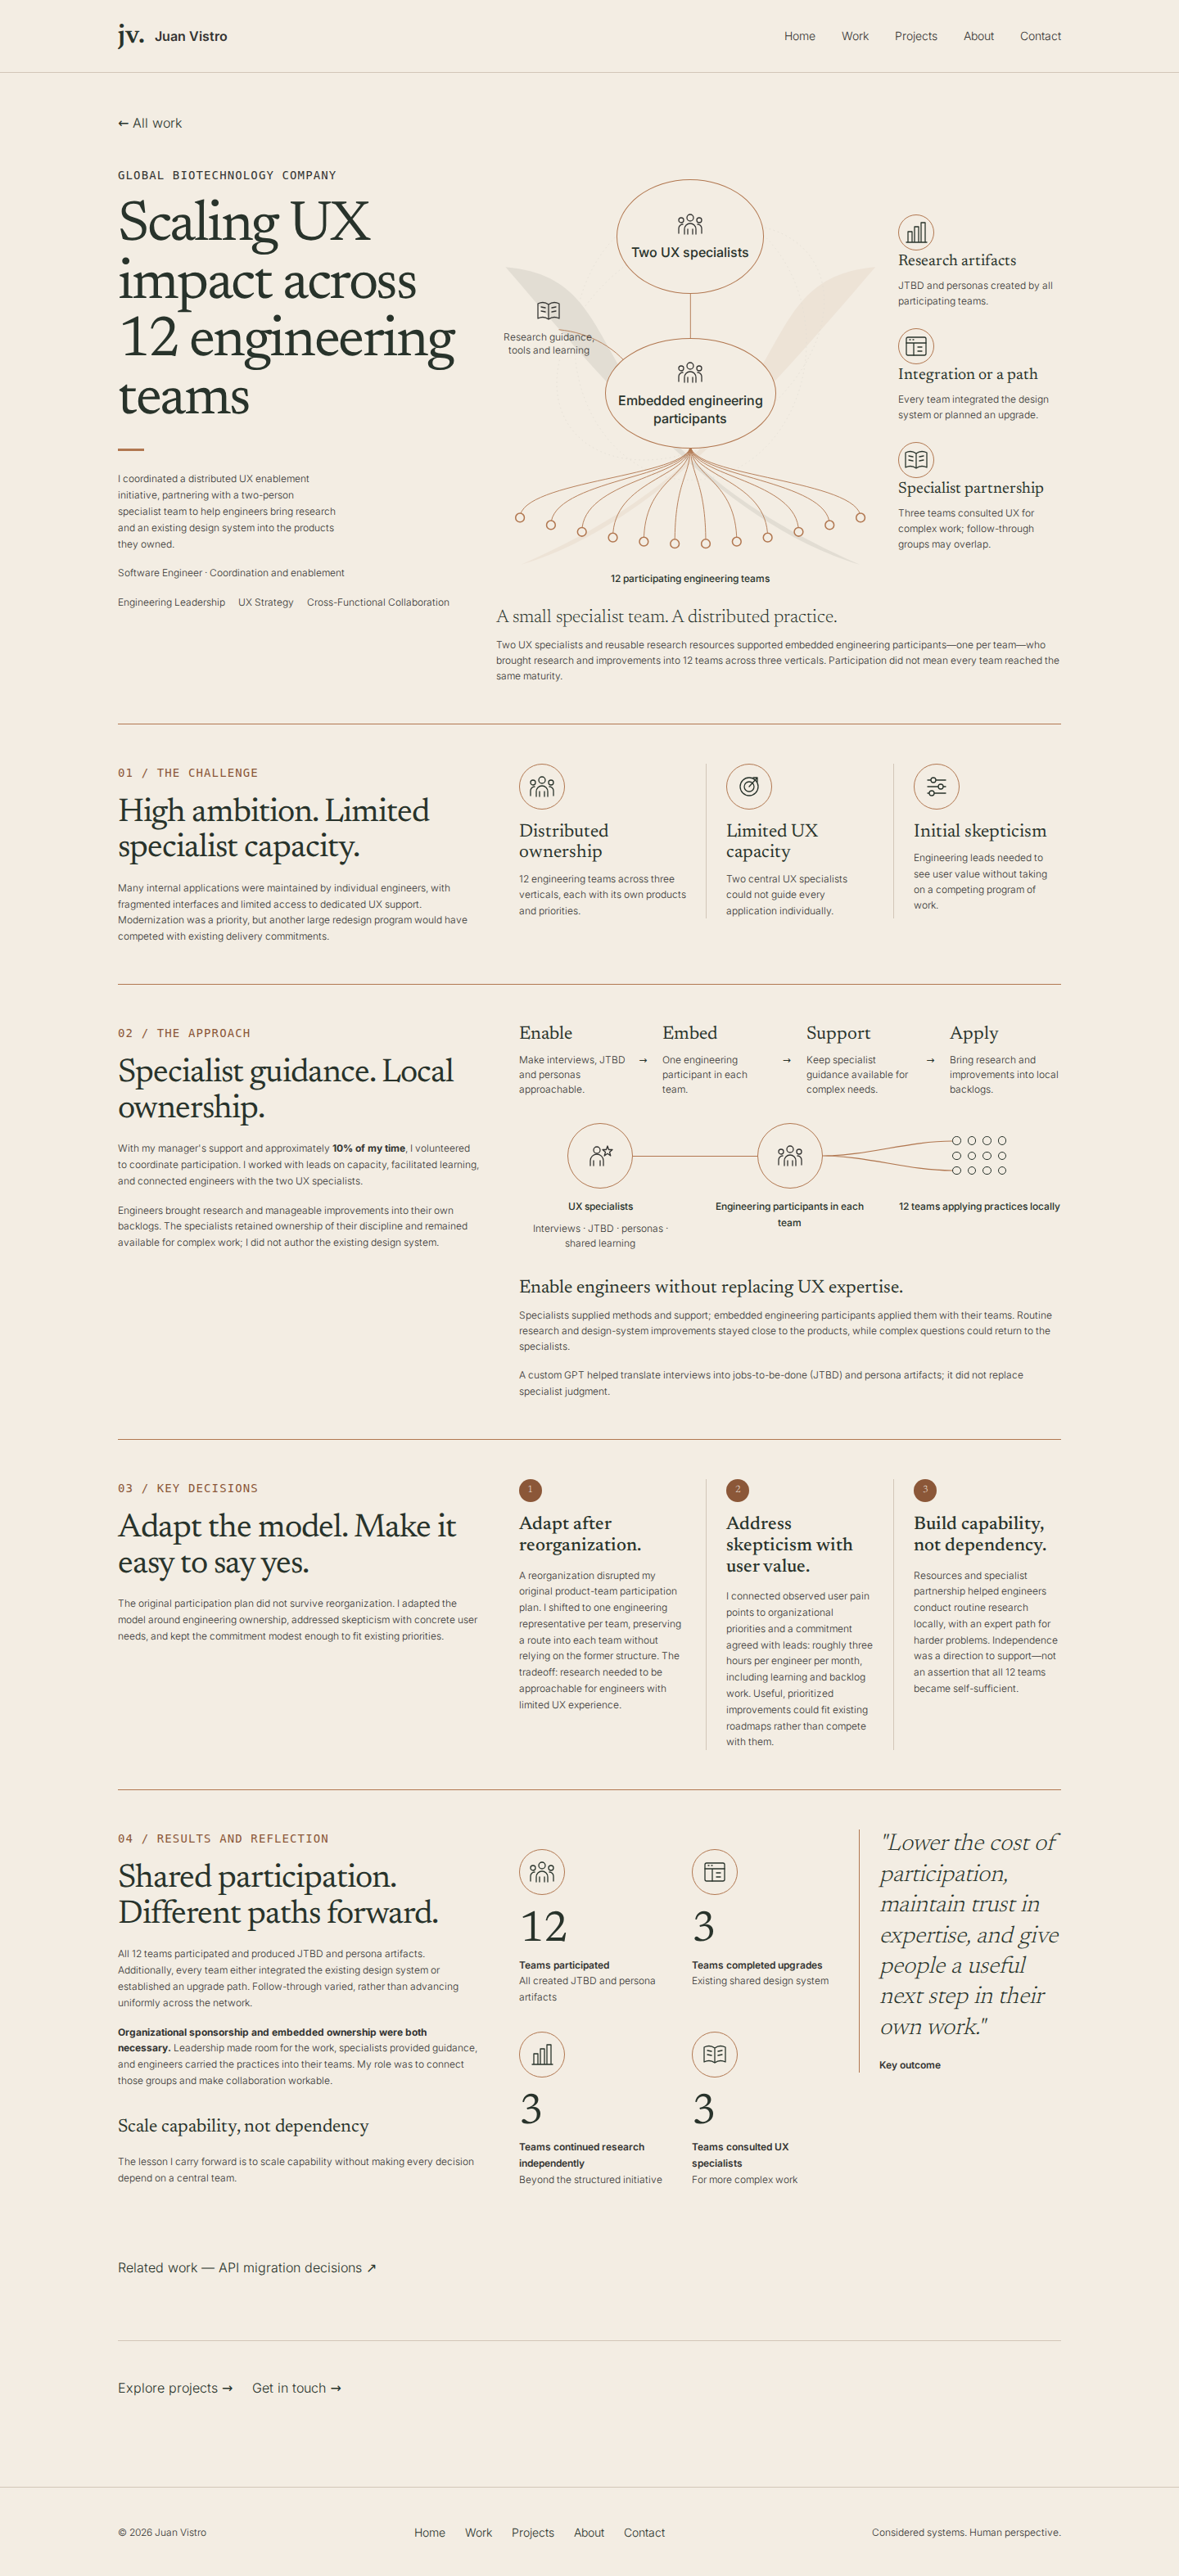 jv. Juan Vistro
Home Work Projects About Contact
← All work
GLOBAL BIOTECHNOLOGY COMPANY
Scaling UX
impact across
12 engineering
teams
I coordinated a distributed UX enablement
initiative, partnering with a two-person
specialist team to help engineers bring research
and an existing design system into the products
they owned.
Software Engineer · Coordination and enablement
Engineering Leadership UX Strategy Cross-Functional Collaboration
Two UX specialists
Research guidance,
tools and learning
Embedded engineering
participants
12 participating engineering teams
Research artifacts
JTBD and personas created by all
participating teams.
Integration or a path
Every team integrated the design
system or planned an upgrade.
Specialist partnership
Three teams consulted UX for
complex work; follow-through
groups may overlap.
A small specialist team. A distributed practice.
Two UX specialists and reusable research resources supported embedded engineering participants—one per team—who
brought research and improvements into 12 teams across three verticals. Participation did not mean every team reached the
same maturity.
01 / THE CHALLENGE
High ambition. Limited
specialist capacity.
Many internal applications were maintained by individual engineers, with
fragmented interfaces and limited access to dedicated UX support.
Modernization was a priority, but another large redesign program would have
competed with existing delivery commitments.
Distributed
ownership
12 engineering teams across three
verticals, each with its own products
and priorities.
Limited UX
capacity
Two central UX specialists
could not guide every
application individually.
Initial skepticism
Engineering leads needed to
see user value without taking
on a competing program of
work.
02 / THE APPROACH
Specialist guidance. Local
ownership.
With my manager's support and approximately 10% of my time, I volunteered
to coordinate participation. I worked with leads on capacity, facilitated learning,
and connected engineers with the two UX specialists.
Engineers brought research and manageable improvements into their own
backlogs. The specialists retained ownership of their discipline and remained
available for complex work; I did not author the existing design system.
Enable
Make interviews, JTBD
and personas
approachable.
→
Embed
One engineering
participant in each
team.
→
Support
Keep specialist
guidance available for
complex needs.
→
Apply
Bring research and
improvements into local
backlogs.
UX specialists
Interviews · JTBD · personas ·
shared learning
Engineering participants in each
team
12 teams applying practices locally
Enable engineers without replacing UX expertise.
Specialists supplied methods and support; embedded engineering participants applied them with their teams. Routine
research and design-system improvements stayed close to the products, while complex questions could return to the
specialists.
A custom GPT helped translate interviews into jobs-to-be-done (JTBD) and persona artifacts; it did not replace
specialist judgment.
03 / KEY DECISIONS
Adapt the model. Make it
easy to say yes.
The original participation plan did not survive reorganization. I adapted the
model around engineering ownership, addressed skepticism with concrete user
needs, and kept the commitment modest enough to fit existing priorities.
1
Adapt after
reorganization.
A reorganization disrupted my
original product-team participation
plan. I shifted to one engineering
representative per team, preserving
a route into each team without
relying on the former structure. The
tradeoff: research needed to be
approachable for engineers with
limited UX experience.
2
Address
skepticism with
user value.
I connected observed user pain
points to organizational
priorities and a commitment
agreed with leads: roughly three
hours per engineer per month,
including learning and backlog
work. Useful, prioritized
improvements could fit existing
roadmaps rather than compete
with them.
3
Build capability,
not dependency.
Resources and specialist
partnership helped engineers
conduct routine research
locally, with an expert path for
harder problems. Independence
was a direction to support—not
an assertion that all 12 teams
became self-sufficient.
04 / RESULTS AND REFLECTION
Shared participation.
Different paths forward.
All 12 teams participated and produced JTBD and persona artifacts.
Additionally, every team either integrated the existing design system or
established an upgrade path. Follow-through varied, rather than advancing
uniformly across the network.
Organizational sponsorship and embedded ownership were both
necessary. Leadership made room for the work, specialists provided guidance,
and engineers carried the practices into their teams. My role was to connect
those groups and make collaboration workable.
Scale capability, not dependency
The lesson I carry forward is to scale capability without making every decision
depend on a central team.
12
Teams participated
All created JTBD and persona
artifacts
3
Teams completed upgrades
Existing shared design system
3
Teams continued research
independently
Beyond the structured initiative
3
Teams consulted UX
specialists
For more complex work
"Lower the cost of
participation,
maintain trust in
expertise, and give
people a useful
next step in their
own work."
Key outcome
Related work — API migration decisions ↗
Explore projects → Get in touch →
© 2026 Juan Vistro
Home Work Projects About Contact
Considered systems. Human perspective.